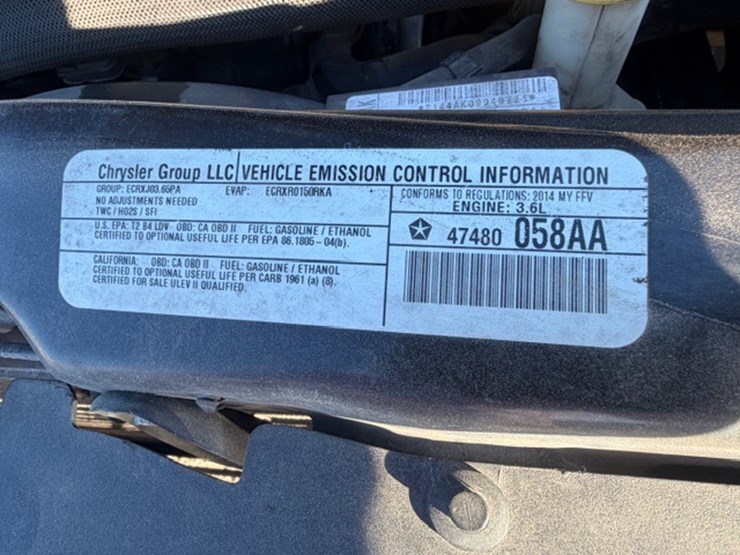 Chrysler Group LLC VEHICLE EMISSION CONTROL INFORMATION
GROUP: ECRXJ03.65PA EVAP: ECRXR0150RKA
NO ADJUSTMENTS NEEDED
TWC / HO2S / SFI
CONFORMS TO REGULATIONS: 2014 MY FFV
ENGINE: 3.6L
U.S. EPA: T2 B4 LDV OBD: CA OBD II FUEL: GASOLINE / ETHANOL
CERTIFIED TO OPTIONAL USEFUL LIFE PER EPA 86.1805-04(b).
47480 058AA
CALIFORNIA: OBD: CA OBD II FUEL: GASOLINE / ETHANOL
CERTIFIED TO OPTIONAL USEFUL LIFE PER CARB 1961 (a) (8).
CERTIFIED FOR SALE ULEV II QUALIFIED.